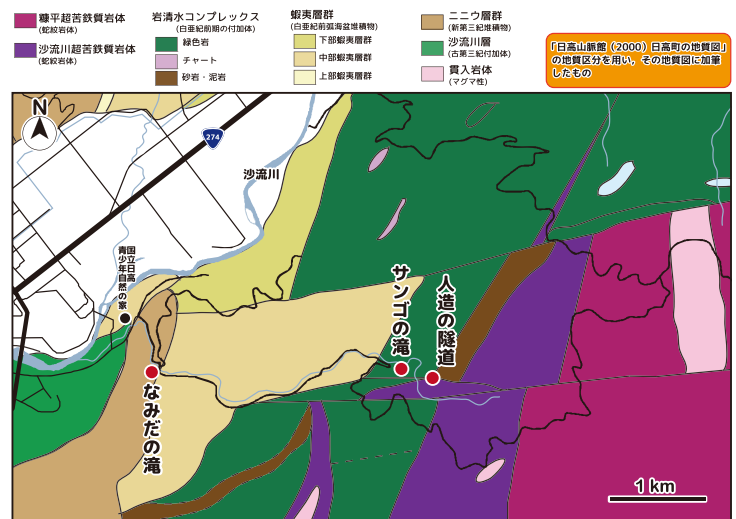 糠平超苦鉄質岩体
(蛇紋岩体)
沙流川超苦鉄質岩体
(蛇紋岩体)
岩清水コンプレックス
(白亜紀前期の付加体)
緑色岩
チャート
砂岩・泥岩
蝦夷層群
(白亜紀前弧海盆堆積物)
下部蝦夷層群
中部蝦夷層群
上部蝦夷層群
ニニウ層群
(新第三紀堆積物)
沙流川層
(古第三紀付加体)
貫入岩体
(マグマ性)
「日高山脈館（2000）日高町の地質図」
の地質区分を用い，その地質図に加筆
したもの
N
274
沙流川
国立日高
青少年自然の家
サンゴの滝
人造の隧道
なみだの滝
1 km